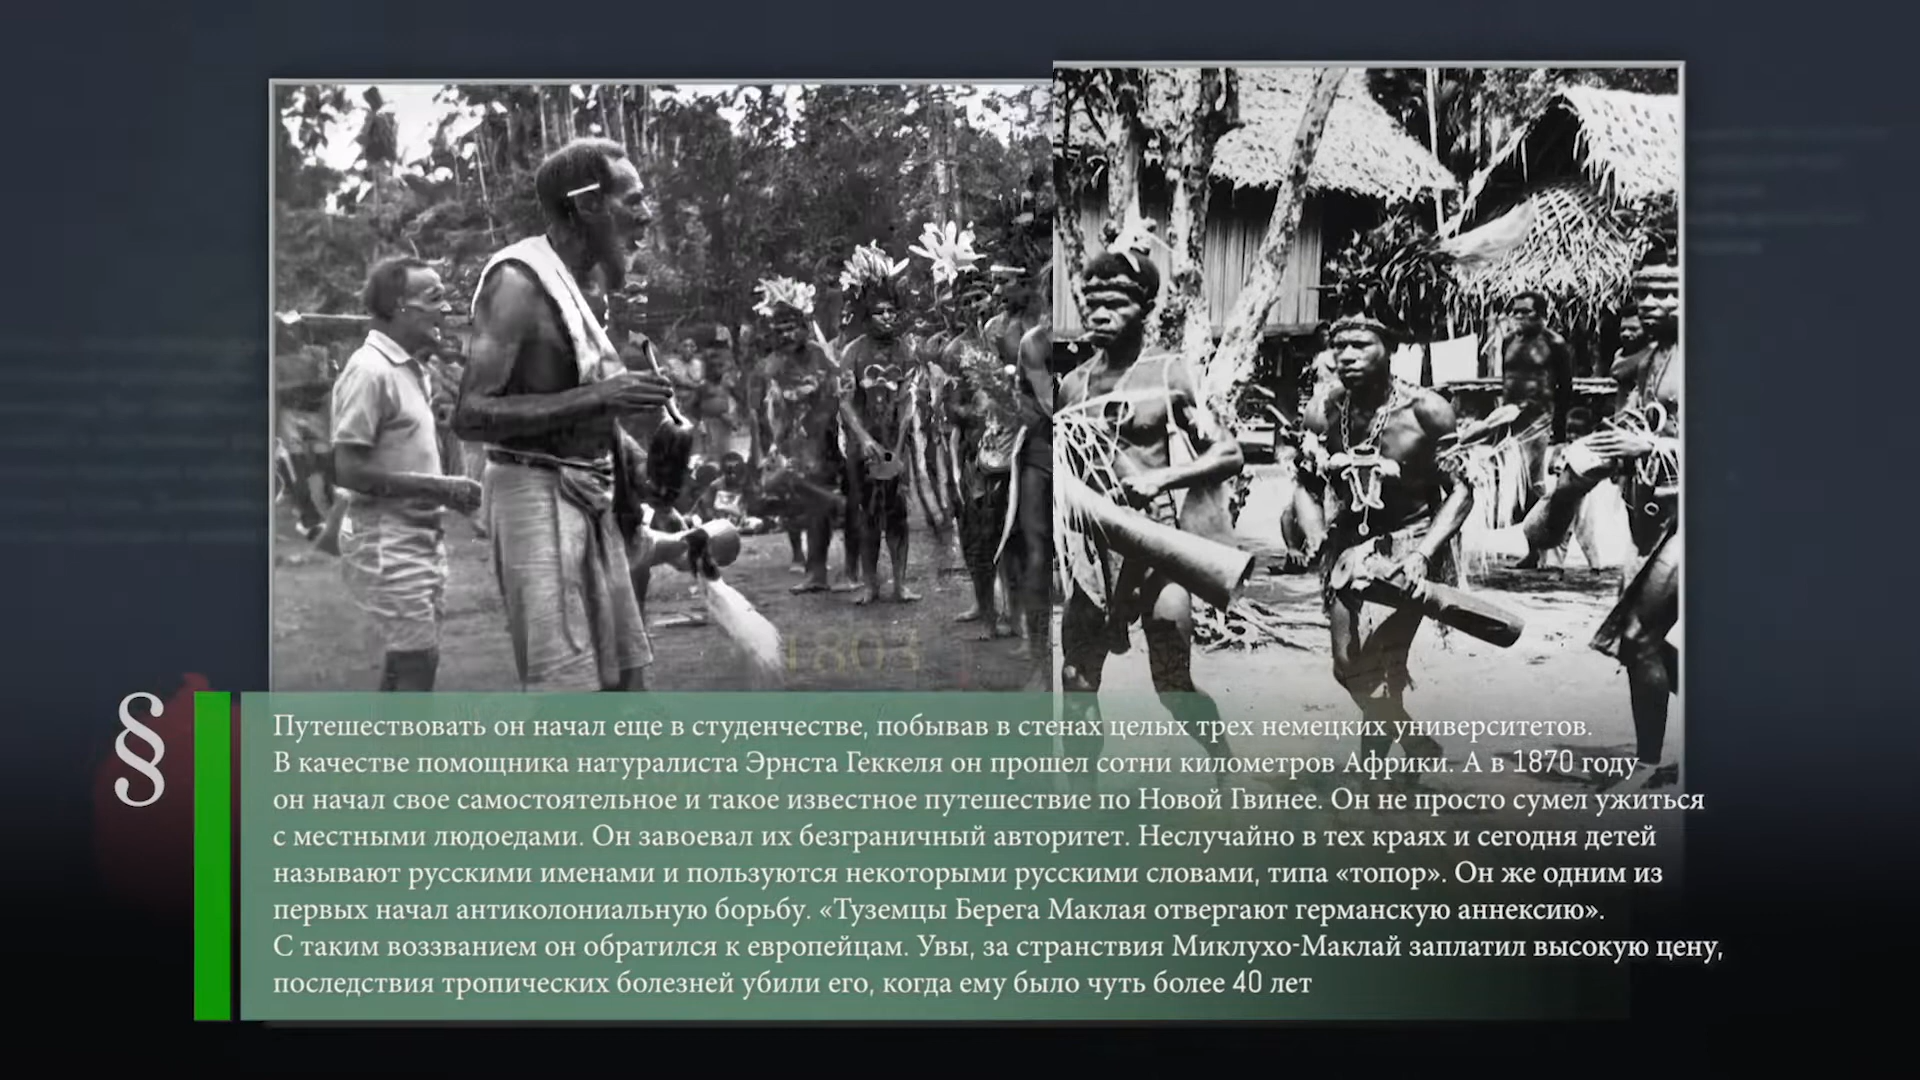 1803
§
Путешествовать он начал еще в студенчестве, побывав в стенах целых трех немецких университетов.
В качестве помощника натуралиста Эрнста Геккеля он прошел сотни километров Африки. А в 1870 году
он начал свое самостоятельное и такое известное путешествие по Новой Гвинее. Он не просто сумел ужиться
с местными людоедами. Он завоевал их безграничный авторитет. Неслучайно в тех краях и сегодня детей
называют русскими именами и пользуются некоторыми русскими словами, типа «топор». Он же одним из
первых начал антиколониальную борьбу. «Туземцы Берега Маклая отвергают германскую аннексию».
С таким воззванием он обратился к европейцам. Увы, за странствия Миклухо-Маклай заплатил высокую цену,
последствия тропических болезней убили его, когда ему было чуть более 40 лет